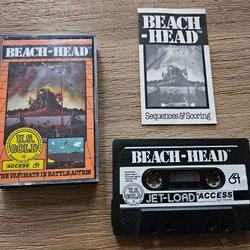 BEACH-HEAD
U.S.
GOLD
ACCESS
THE ULTIMATE IN BATTLE ACTION
BEACH
-HEAD
Sequences & Scoring
BEACH-HEAD
JET-LOAD
ACCESS
64